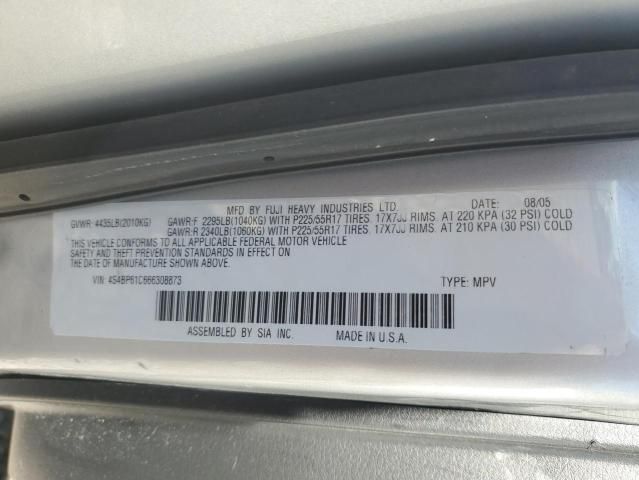 MFD BY FUJI HEAVY INDUSTRIES LTD. DATE: 08/05
GVWR: 4435LB(2010KG) GAWR:F 2295LB(1040KG) WITH P225/55R17 TIRES. 17X7JJ RIMS. AT 220 KPA (32 PSI) COLD
GAWR:R 2340LB(1060KG) WITH P225/55R17 TIRES. 17X7JJ RIMS. AT 210 KPA (30 PSI) COLD
THIS VEHICLE CONFORMS TO ALL APPLICABLE FEDERAL MOTOR VEHICLE
SAFETY AND THEFT PREVENTION STANDARDS IN EFFECT ON
THE DATE OF MANUFACTURE SHOWN ABOVE.
VIN: 4S4BP61C666308873 TYPE: MPV
ASSEMBLED BY SIA INC. MADE IN U.S.A.